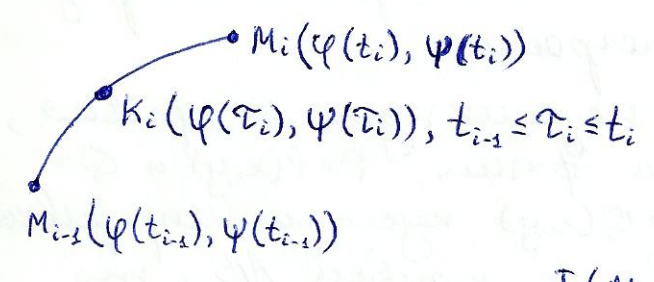 Mᵢ(φ(tᵢ), ψ(tᵢ))
Kᵢ(φ(τᵢ), ψ(τᵢ)), tᵢ₋₁ ≤ τᵢ ≤ tᵢ
Mᵢ₋₁(φ(tᵢ₋₁), ψ(tᵢ₋₁))